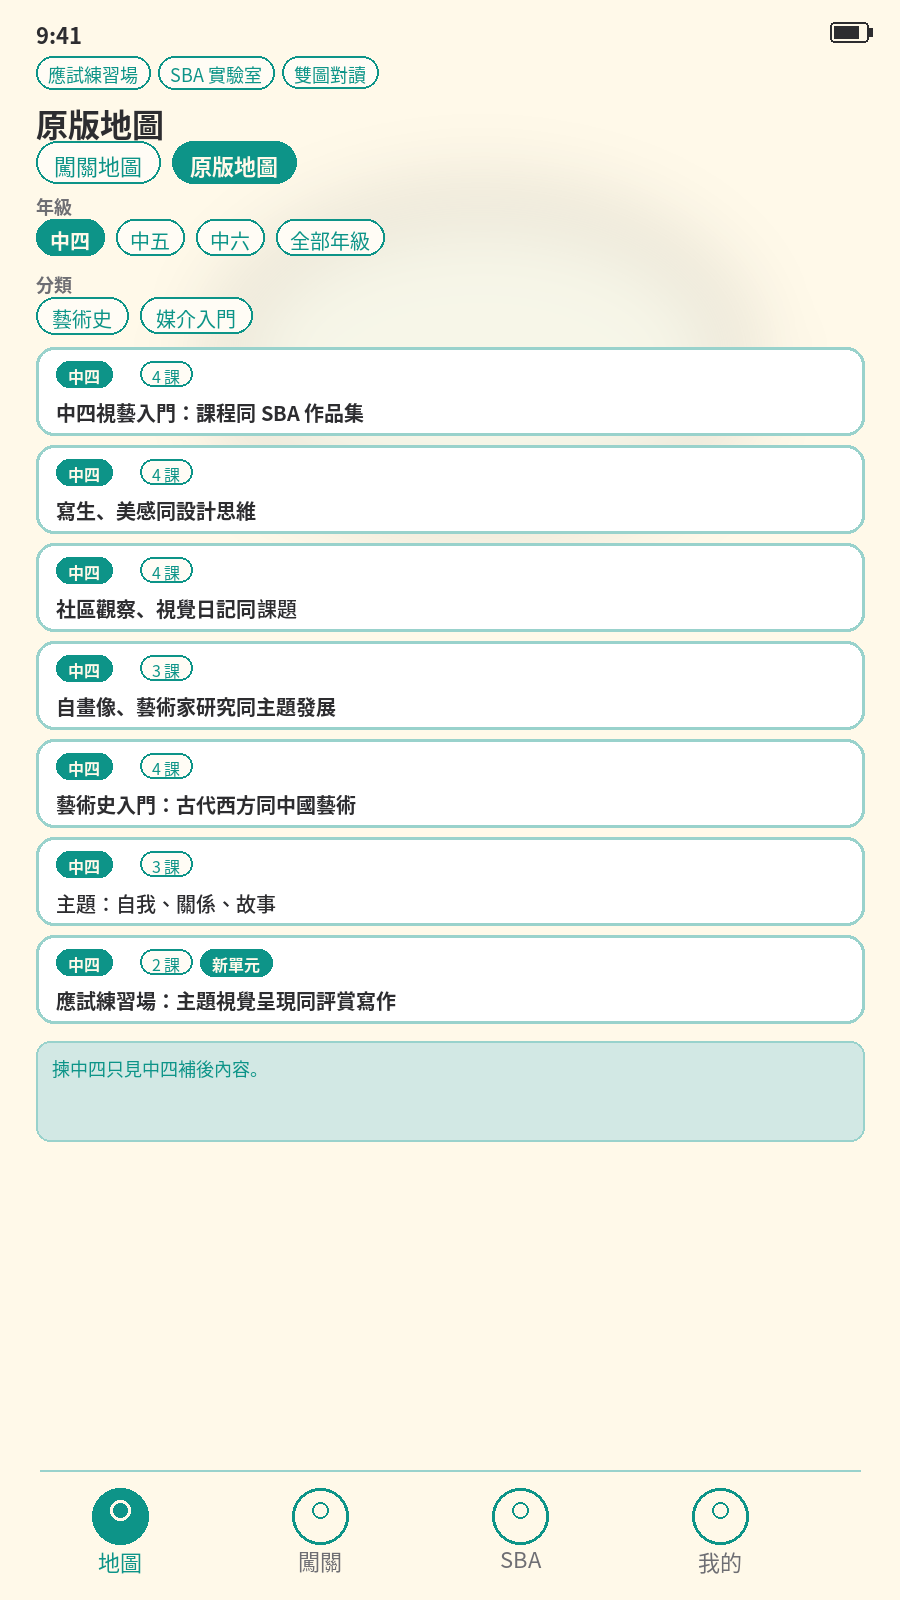 9:41
應試練習場 SBA 實驗室 雙圖對讀
原版地圖
闖關地圖 原版地圖
年級
中四 中五 中六 全部年級
分類
藝術史 媒介入門
中四 4 課
中四視藝入門：課程同 SBA 作品集
中四 4 課
寫生、美感同設計思維
中四 4 課
社區觀察、視覺日記同課題
中四 3 課
自畫像、藝術家研究同主題發展
中四 4 課
藝術史入門：古代西方同中國藝術
中四 3 課
主題：自我、關係、故事
中四 2 課 新單元
應試練習場：主題視覺呈現同評賞寫作
揀中四只見中四補後內容。
地圖 闖關 SBA 我的